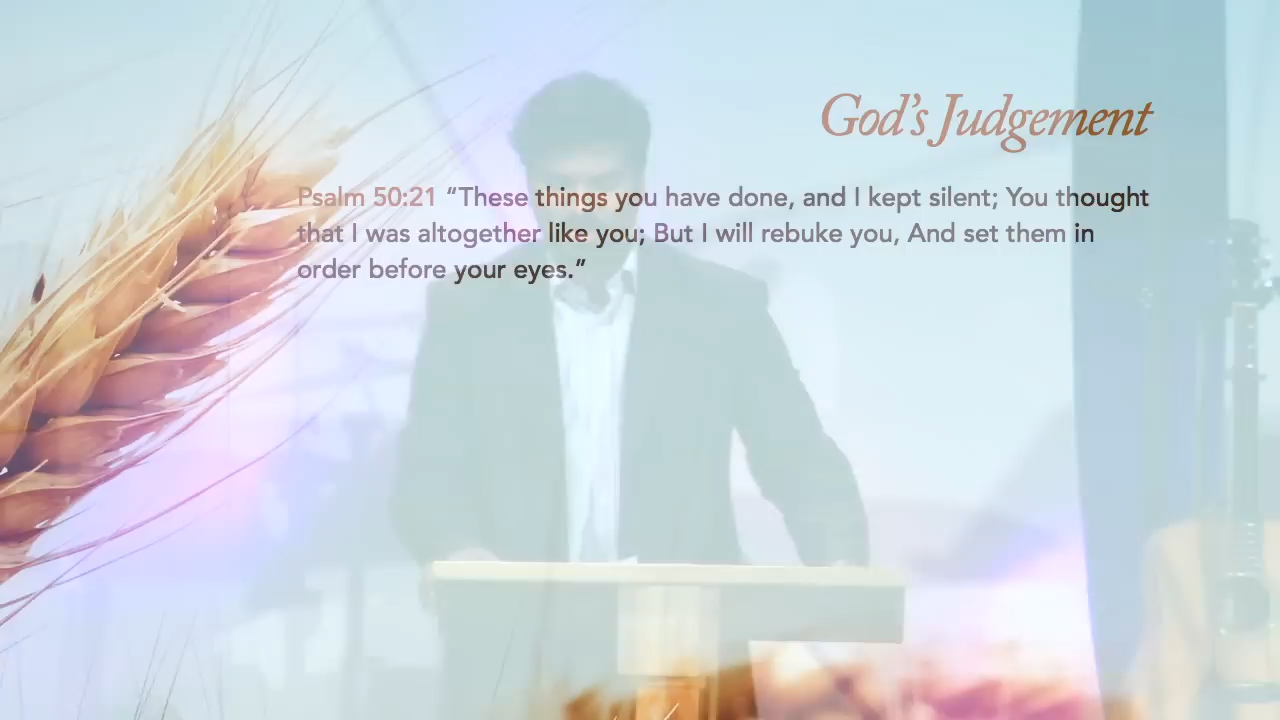 God’s Judgement
Psalm 50:21 “These things you have done, and I kept silent; You thought
that I was altogether like you; But I will rebuke you, And set them in
order before your eyes.”